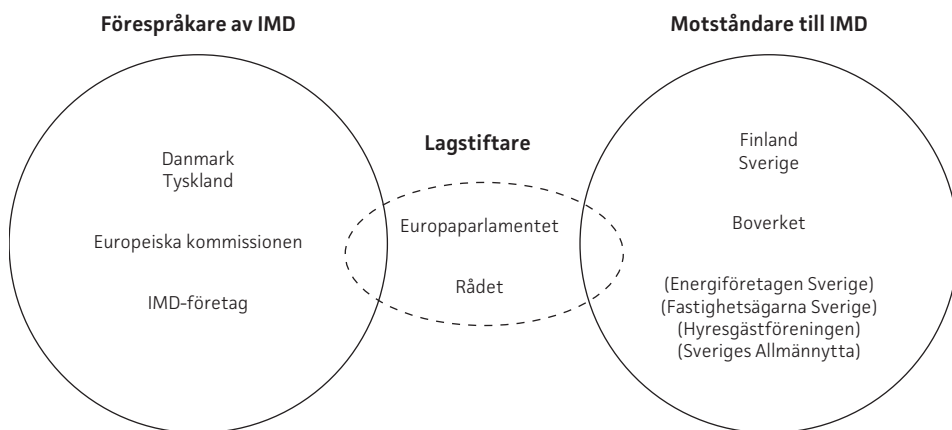 Förespråkare av IMD
Danmark
Tyskland
Europeiska kommissionen
IMD-företag
Lagstiftare
Europaparlamentet
Rådet
Motståndare till IMD
Finland
Sverige
Boverket
(Energiföretagen Sverige)
(Fastighetsägarna Sverige)
(Hyresgästföreningen)
(Sveriges Allmännytta)